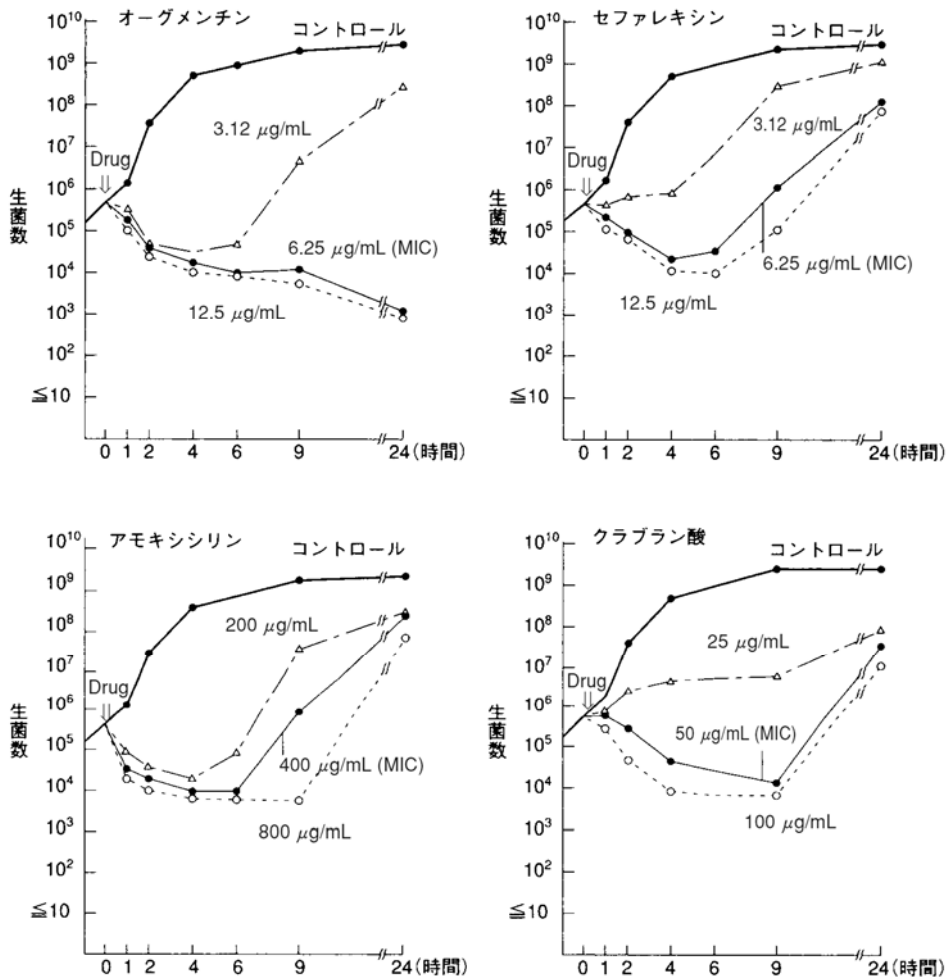 オーグメンチン
コントロール
10¹⁰
10⁹
10⁸
10⁷
10⁶
10⁵
10⁴
10³
10²
≦10
生菌数
Drug
3.12 μg/mL
6.25 μg/mL (MIC)
12.5 μg/mL
0 1 2 4 6 9 24(時間)
セファレキシン
コントロール
10¹⁰
10⁹
10⁸
10⁷
10⁶
10⁵
10⁴
10³
10²
≦10
生菌数
Drug
3.12 μg/mL
6.25 μg/mL (MIC)
12.5 μg/mL
0 1 2 4 6 9 24(時間)
アモキシシリン
コントロール
10¹⁰
10⁹
10⁸
10⁷
10⁶
10⁵
10⁴
10³
10²
≦10
生菌数
Drug
200 μg/mL
400 μg/mL (MIC)
800 μg/mL
0 1 2 4 6 9 24(時間)
クラブラン酸
コントロール
10¹⁰
10⁹
10⁸
10⁷
10⁶
10⁵
10⁴
10³
10²
≦10
生菌数
Drug
25 μg/mL
50 μg/mL (MIC)
100 μg/mL
0 1 2 4 6 9 24(時間)